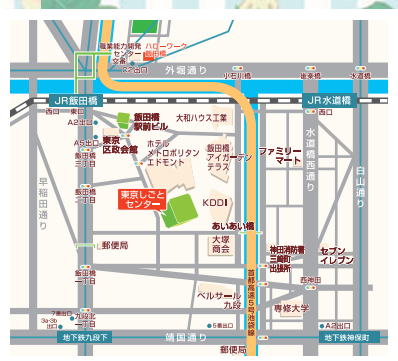 職業能力開発
センター
ハローワーク
飯田橋
交番
C2出口
外堀通り
小石川橋
後楽橋
水道橋
JR飯田橋
JR水道橋
西口
東口
西口
A2出口
飯田橋
駅前ビル
大和ハウス工業
A5出口
東京
区政会館
ホテル
メトロポリタン
エドモント
飯田橋
アイガーデン
テラス
ファミリー
マート
水道橋西通り
白山通り
飯田橋
三丁目
早稲田通り
飯田橋
二丁目
東京しごと
センター
KDDI
あいあい橋
郵便局
大塚
商会
神田消防署
三崎町
出張所
セブン
イレブン
飯田橋
一丁目
首都高速5号池袋線
西神田
ベルサール
九段
専修大学
7番出口
3a・3b
出口
九段北
一丁目
5番出口
A2出口
地下鉄九段下
靖国通り
地下鉄神保町
郵便局